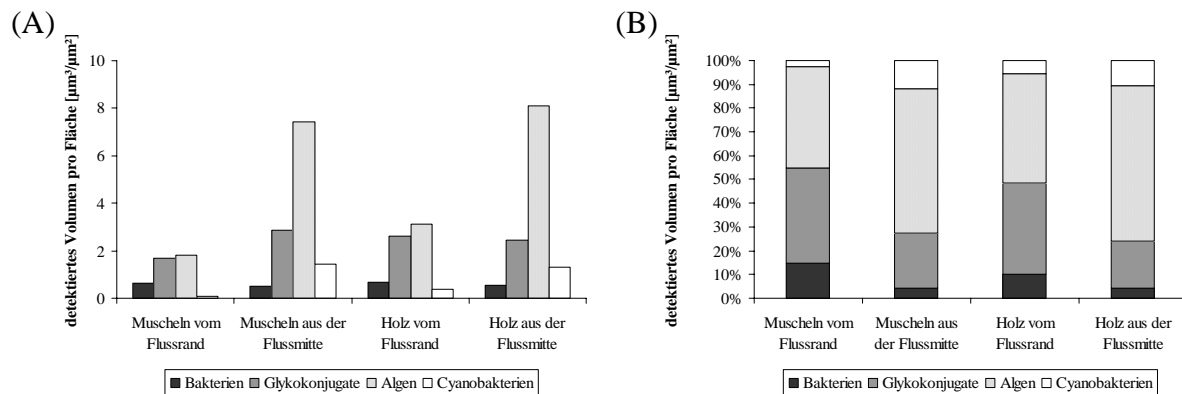 (A)
detektiertes Volumen pro Fläche [µm³/µm²]
10
8
6
4
2
0
Muscheln vom
Flussrand
Muscheln aus der
Flussmitte
Holz vom
Flussrand
Holz aus der
Flussmitte
Bakterien Glykokonjugate Algen Cyanobakterien
(B)
detektiertes Volumen pro Fläche [µm³/µm²]
100%
90%
80%
70%
60%
50%
40%
30%
20%
10%
0%
Muscheln vom
Flussrand
Muscheln aus
der Flussmitte
Holz vom
Flussrand
Holz aus der
Flussmitte
Bakterien Glykokonjugate Algen Cyanobakterien